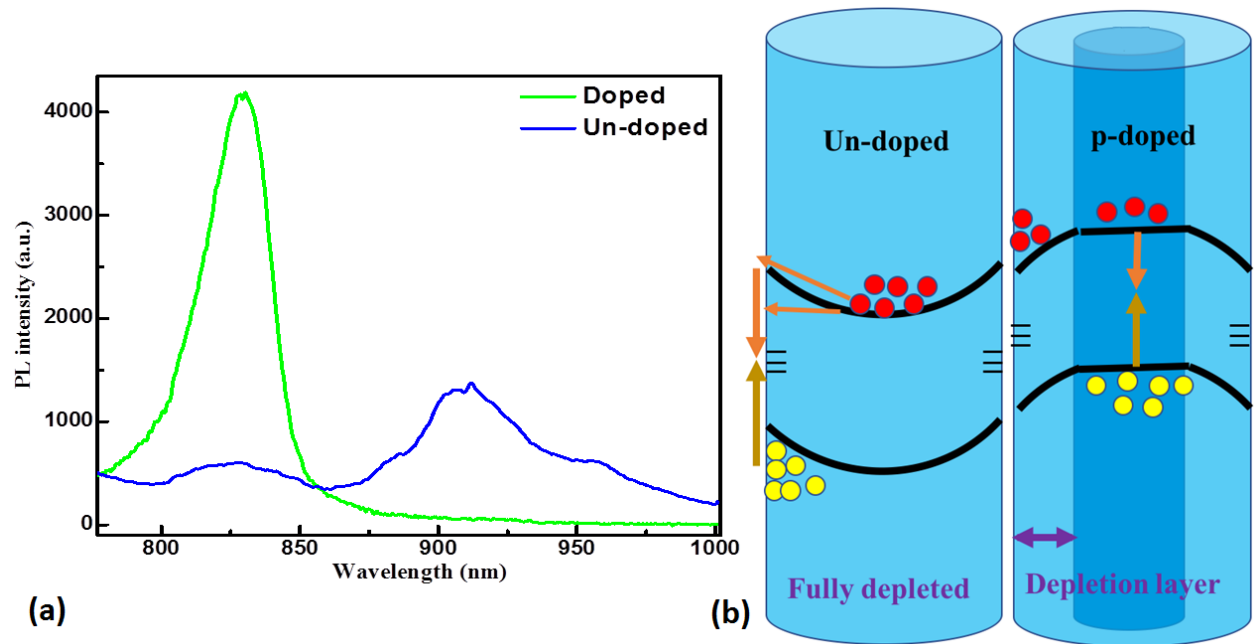 4000
3000
2000
1000
0
PL intensity (a.u.)
Doped
Un-doped
800
850
900
950
1000
Wavelength (nm)
(a)
Un-doped
p-doped
Fully depleted
Depletion layer
(b)